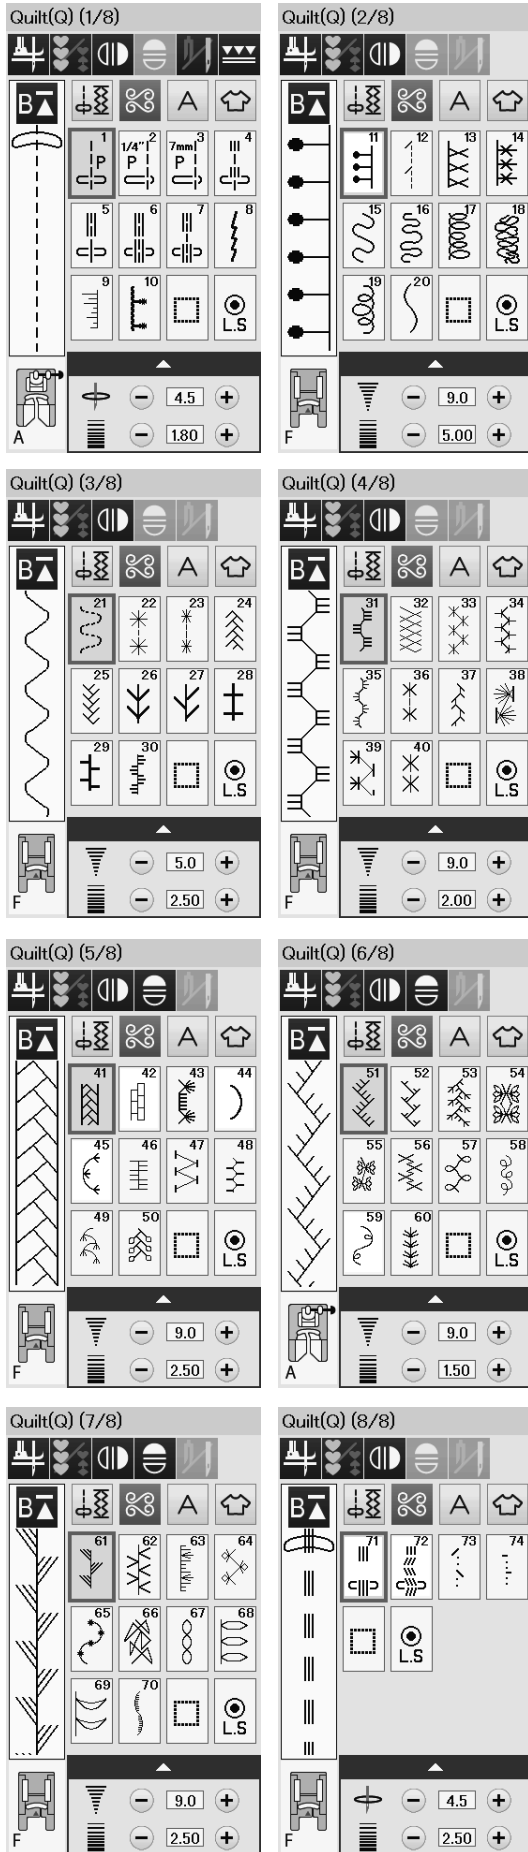 Quilt(Q) (1/8)
B A
1 2 3 4
P 1/4" P 7mm P
5 6 7 8
9 10 L.S
4.5
A 1.80
Quilt(Q) (2/8)
B A
11 12 13 14
15 16 17 18
19 20 L.S
9.0
F 5.00
Quilt(Q) (3/8)
B A
21 22 23 24
25 26 27 28
29 30 L.S
5.0
F 2.50
Quilt(Q) (4/8)
B A
31 32 33 34
35 36 37 38
39 40 L.S
9.0
F 2.00
Quilt(Q) (5/8)
B A
41 42 43 44
45 46 47 48
49 50 L.S
9.0
F 2.50
Quilt(Q) (6/8)
B A
51 52 53 54
55 56 57 58
59 60 L.S
9.0
A 1.50
Quilt(Q) (7/8)
B A
61 62 63 64
65 66 67 68
69 70 L.S
9.0
F 2.50
Quilt(Q) (8/8)
B A
71 72 73 74
L.S
4.5
F 2.50